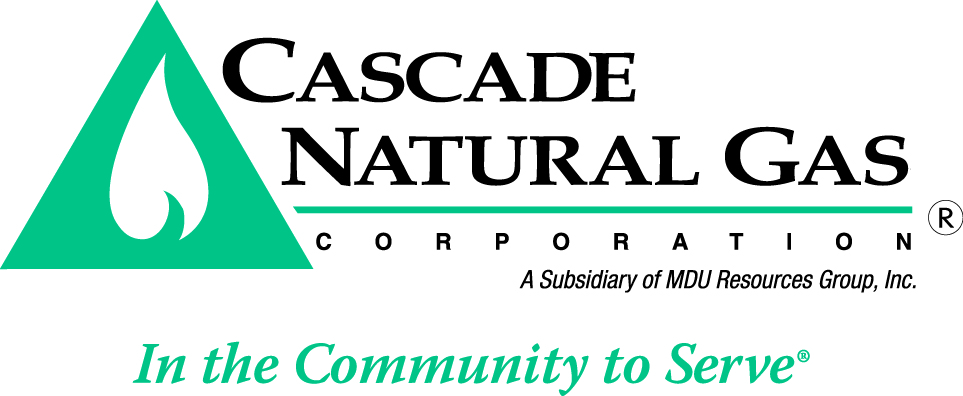 CASCADE
NATURAL GAS
CORPORATION ®
A Subsidiary of MDU Resources Group, Inc.
In the Community to Serve®